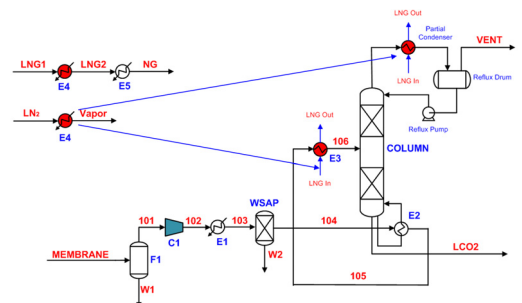 LNG Out
Partial
Condenser
VENT
LNG1
LNG2
NG
E4
E5
LNG In
Reflux Drum
LN2
Vapor
E4
LNG Out
Reflux Pump
106
COLUMN
E3
LNG In
WSAP
101
102
103
104
E2
C1
E1
MEMBRANE
F1
W2
LCO2
105
W1